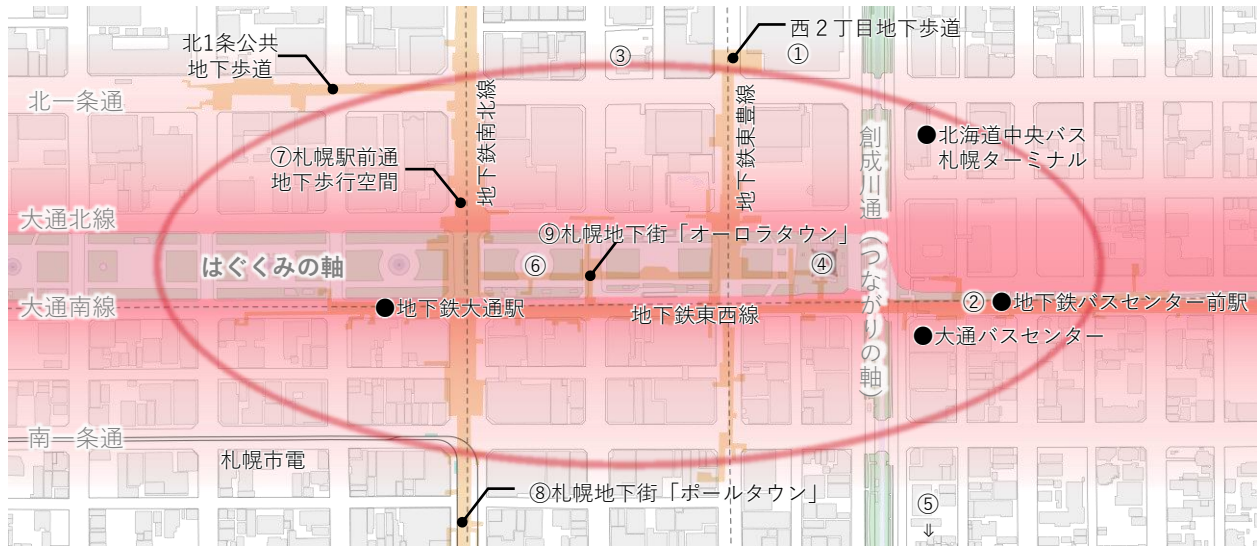 北1条公共
地下歩道
③
西２丁目地下歩道
①
北一条通
地下鉄南北線
地下鉄東豊線
⑦札幌駅前通
地下歩行空間
●北海道中央バス
札幌ターミナル
創成川通（つながりの軸）
大通北線
⑨札幌地下街「オーロラタウン」
はぐくみの軸
⑥
④
大通南線
●地下鉄大通駅
地下鉄東西線
②●地下鉄バスセンター前駅
●大通バスセンター
南一条通
札幌市電
⑧札幌地下街「ポールタウン」
⑤
⇓